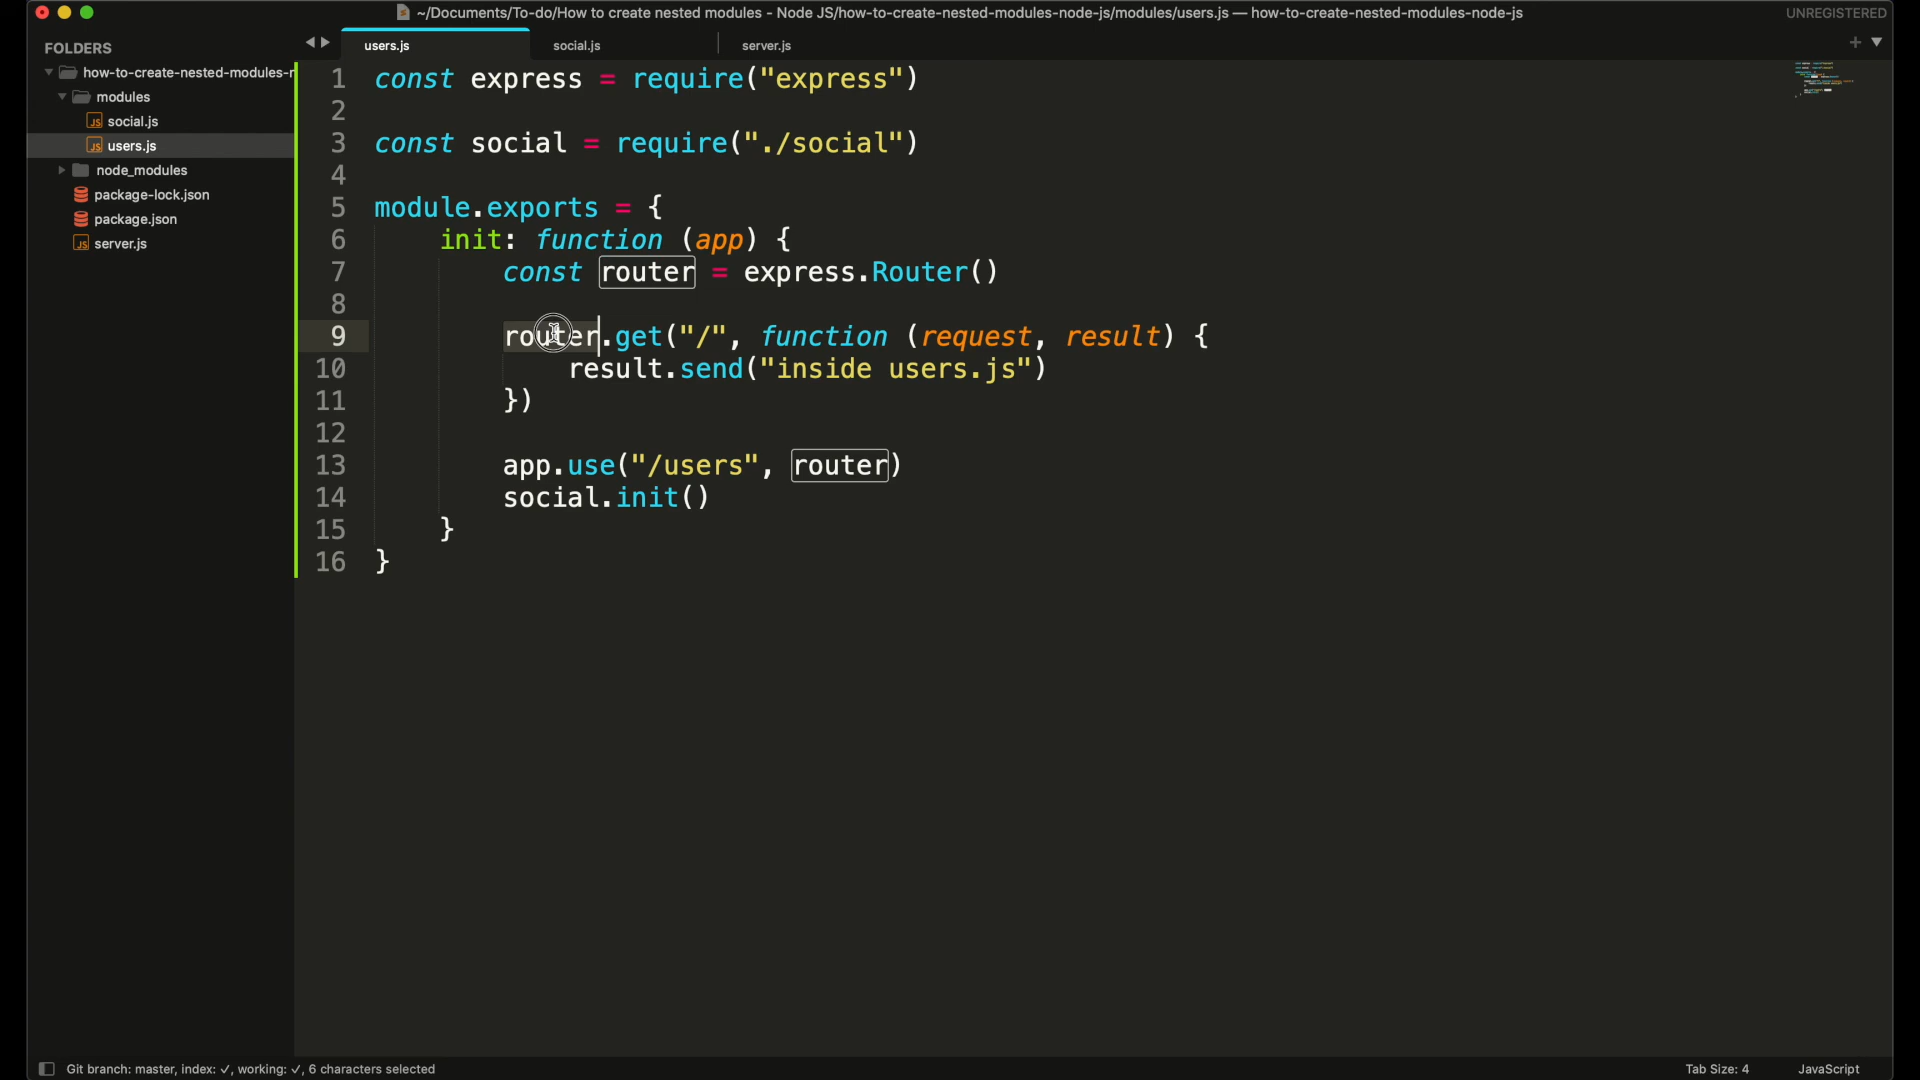 ~/Documents/To-do/How to create nested modules - Node JS/how-to-create-nested-modules-node-js/modules/users.js — how-to-create-nested-modules-node-js
UNREGISTERED
FOLDERS
how-to-create-nested-modules-r
modules
social.js
users.js
node_modules
package-lock.json
package.json
server.js
users.js
social.js
server.js
1 const express = require("express")
2
3 const social = require("./social")
4
5 module.exports = {
6 init: function (app) {
7 const router = express.Router()
8
9 router.get("/", function (request, result) {
10 result.send("inside users.js")
11 })
12
13 app.use("/users", router)
14 social.init()
15 }
16 }
Git branch: master, index: ✓, working: ✓, 6 characters selected
Tab Size: 4
JavaScript